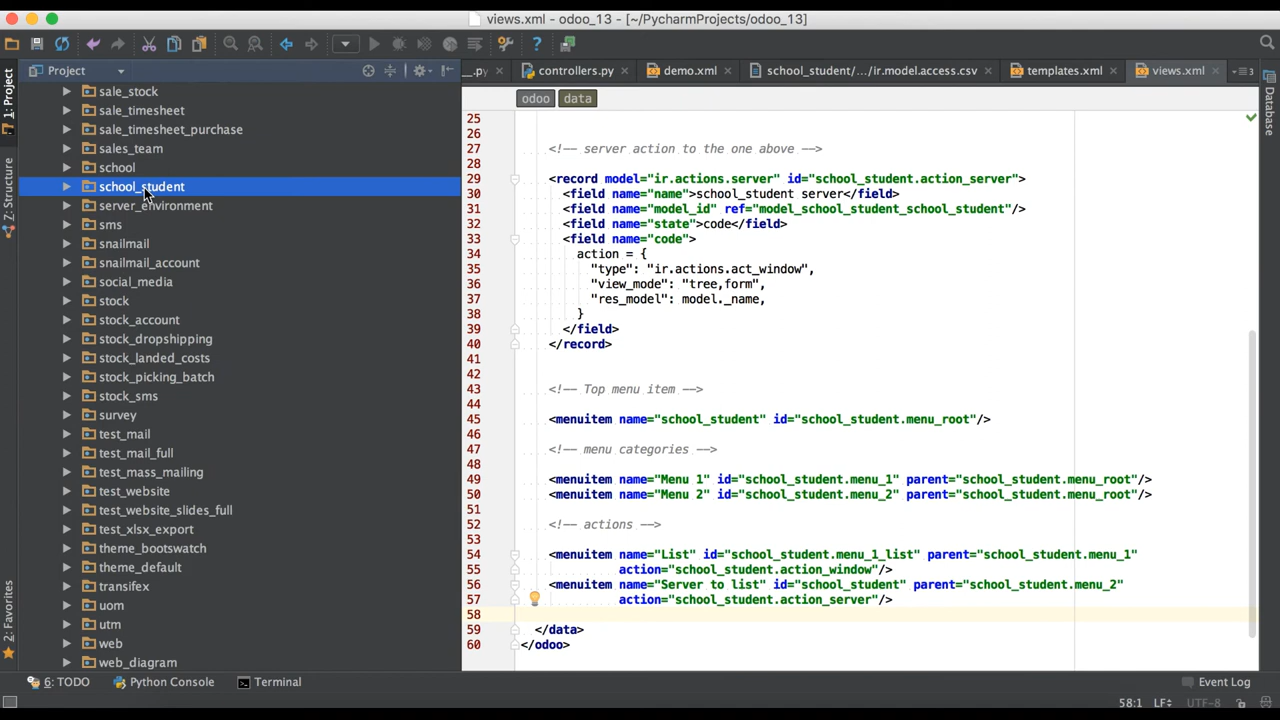 views.xml - odoo_13 - [~/PycharmProjects/odoo_13]
Project
_.py
controllers.py
demo.xml
school_student/.../ir.model.access.csv
templates.xml
views.xml
odoo data
1: Project
Z: Structure
2: Favorites
Database
sale_stock
sale_timesheet
sale_timesheet_purchase
sales_team
school
school_student
server_environment
sms
snailmail
snailmail_account
social_media
stock
stock_account
stock_dropshipping
stock_landed_costs
stock_picking_batch
stock_sms
survey
test_mail
test_mail_full
test_mass_mailing
test_website
test_website_slides_full
test_xlsx_export
theme_bootswatch
theme_default
transifex
uom
utm
web
web_diagram
25
26
27 <!-- server action to the one above -->
28
29 <record model="ir.actions.server" id="school_student.action_server">
30 <field name="name">school_student server</field>
31 <field name="model_id" ref="model_school_student_school_student"/>
32 <field name="state">code</field>
33 <field name="code">
34 action = {
35 "type": "ir.actions.act_window",
36 "view_mode": "tree,form",
37 "res_model": model._name,
38 }
39 </field>
40 </record>
41
42
43 <!-- Top menu item -->
44
45 <menuitem name="school_student" id="school_student.menu_root"/>
46
47 <!-- menu categories -->
48
49 <menuitem name="Menu 1" id="school_student.menu_1" parent="school_student.menu_root"/>
50 <menuitem name="Menu 2" id="school_student.menu_2" parent="school_student.menu_root"/>
51
52 <!-- actions -->
53
54 <menuitem name="List" id="school_student.menu_1_list" parent="school_student.menu_1"
55 action="school_student.action_window"/>
56 <menuitem name="Server to list" id="school_student" parent="school_student.menu_2"
57 action="school_student.action_server"/>
58
59 </data>
60 </odoo>
6: TODO
Python Console
Terminal
Event Log
58:1 LF UTF-8